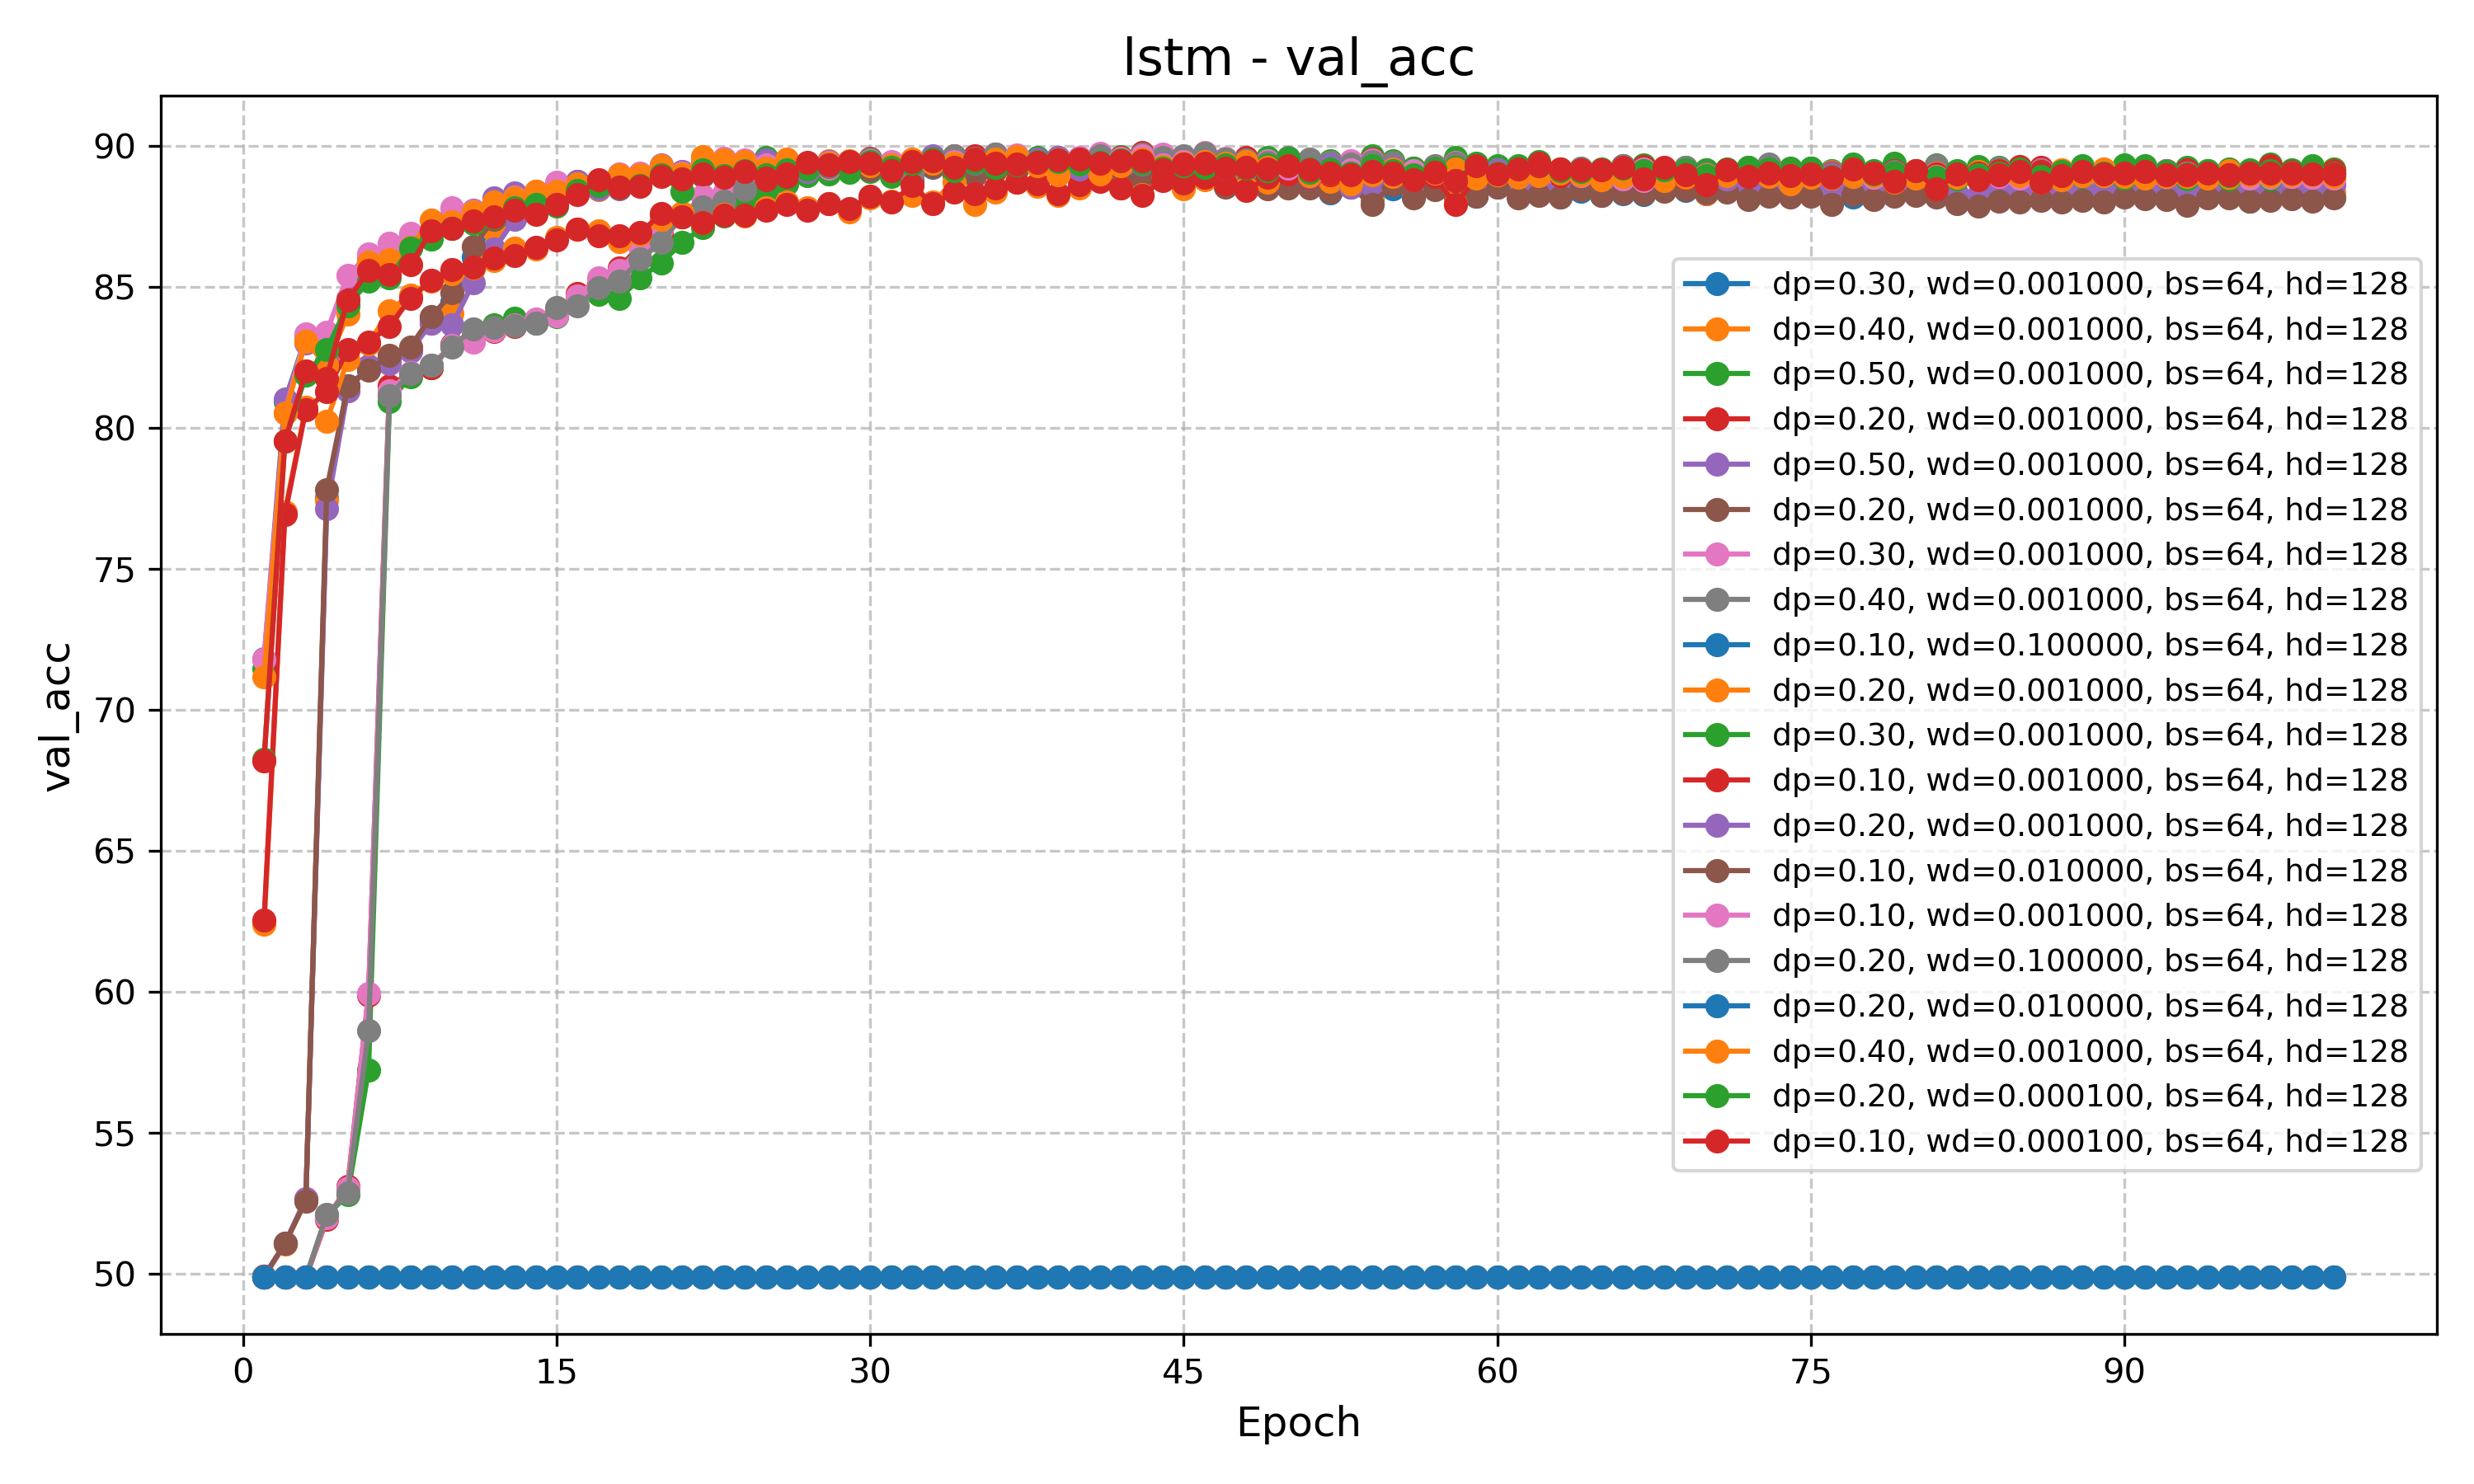 lstm - val_acc
val_acc
90
85
80
75
70
65
60
55
50
dp=0.30, wd=0.001000, bs=64, hd=128
dp=0.40, wd=0.001000, bs=64, hd=128
dp=0.50, wd=0.001000, bs=64, hd=128
dp=0.20, wd=0.001000, bs=64, hd=128
dp=0.50, wd=0.001000, bs=64, hd=128
dp=0.20, wd=0.001000, bs=64, hd=128
dp=0.30, wd=0.001000, bs=64, hd=128
dp=0.40, wd=0.001000, bs=64, hd=128
dp=0.10, wd=0.100000, bs=64, hd=128
dp=0.20, wd=0.001000, bs=64, hd=128
dp=0.30, wd=0.001000, bs=64, hd=128
dp=0.10, wd=0.001000, bs=64, hd=128
dp=0.20, wd=0.001000, bs=64, hd=128
dp=0.10, wd=0.010000, bs=64, hd=128
dp=0.10, wd=0.001000, bs=64, hd=128
dp=0.20, wd=0.100000, bs=64, hd=128
dp=0.20, wd=0.010000, bs=64, hd=128
dp=0.40, wd=0.001000, bs=64, hd=128
dp=0.20, wd=0.000100, bs=64, hd=128
dp=0.10, wd=0.000100, bs=64, hd=128
0 15 30 45 60 75 90
Epoch